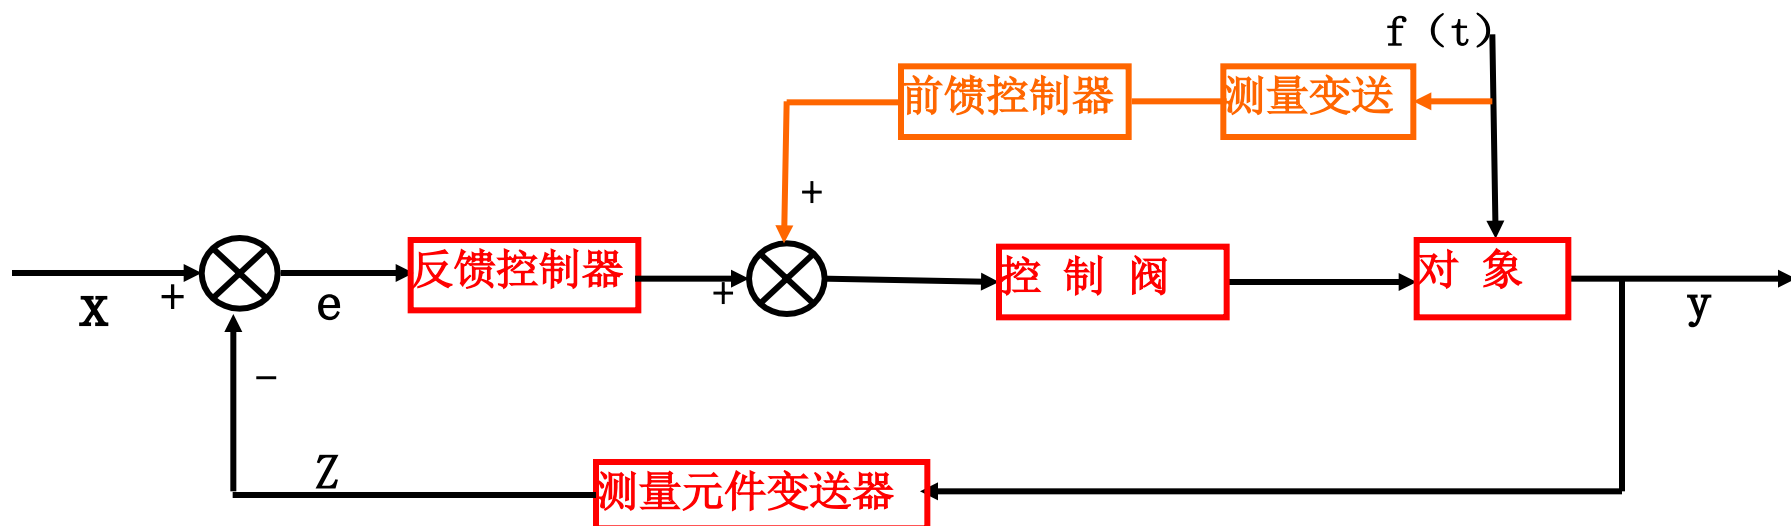 f (t)
前馈控制器
测量变送
+
反馈控制器
控 制 阀
对 象
x
+
e
+
y
−
Z
测量元件变送器